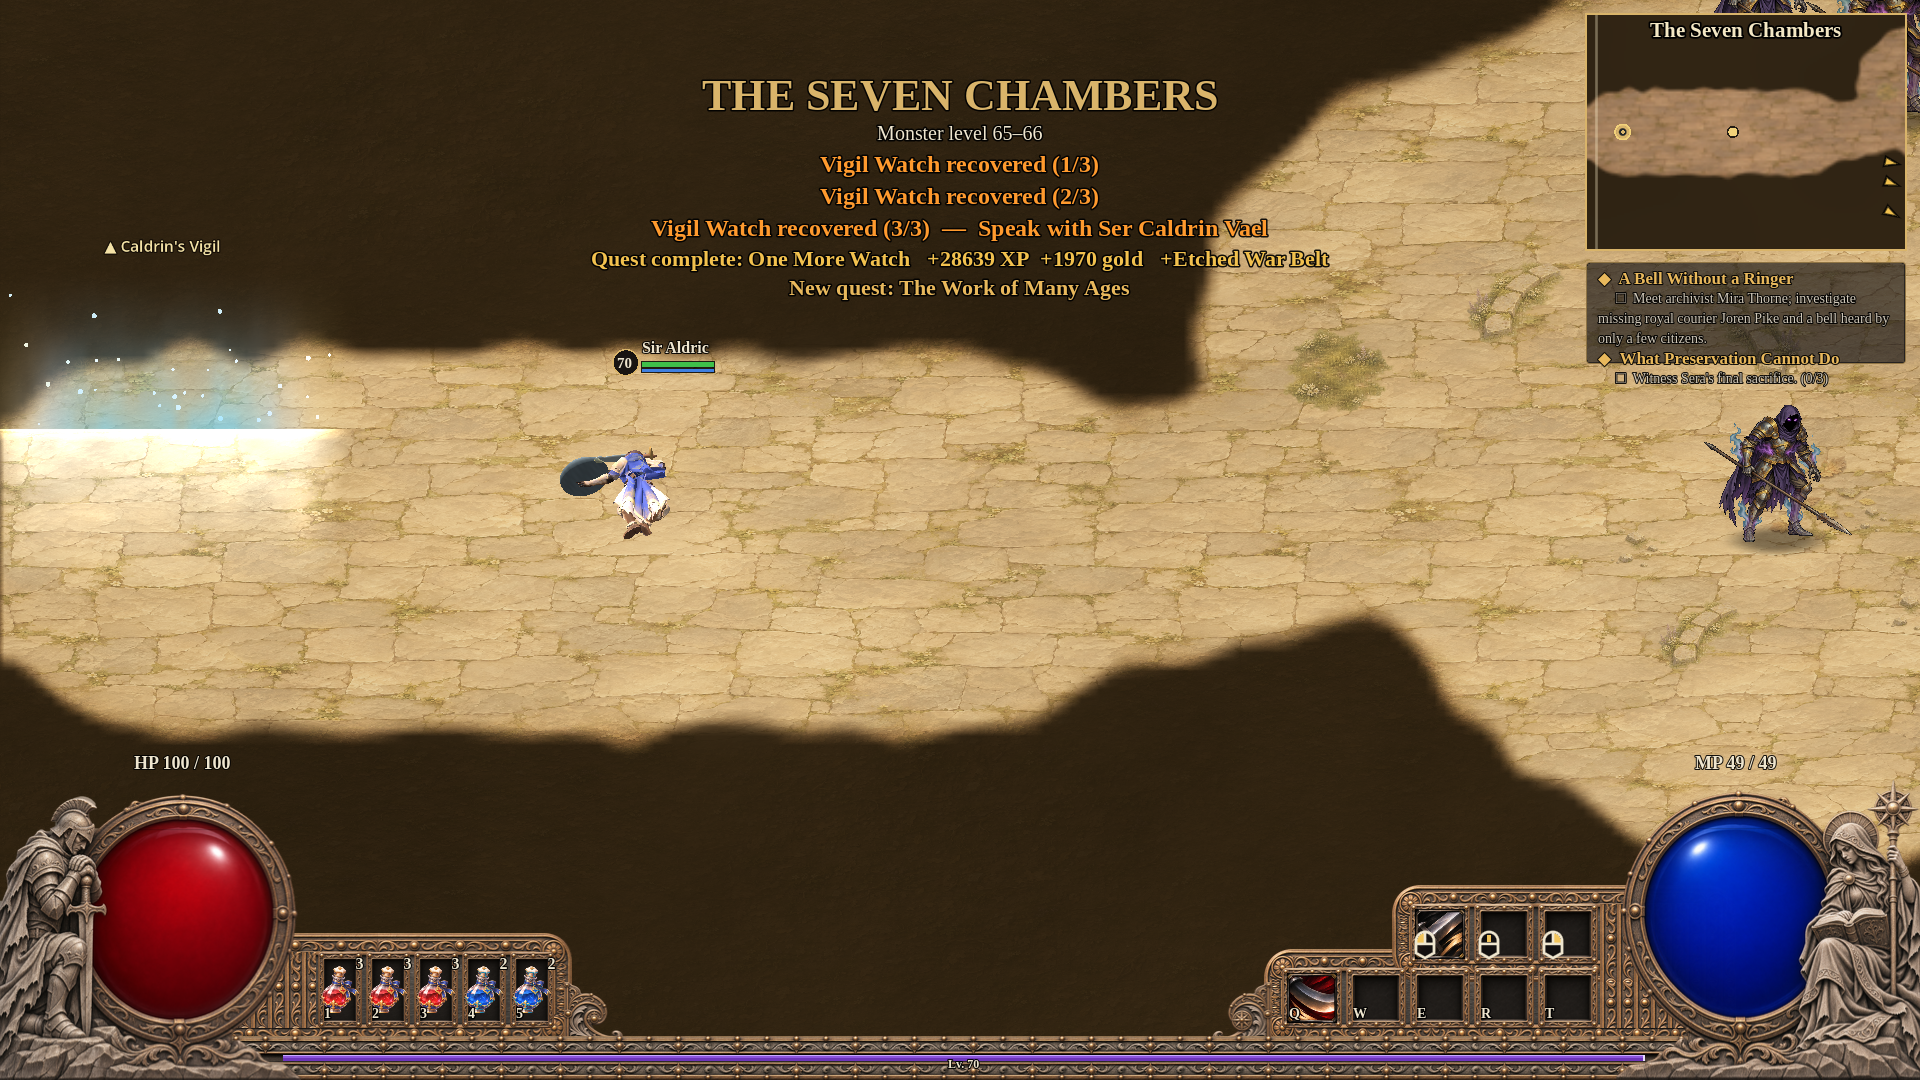 THE SEVEN CHAMBERS
Monster level 65–66
Vigil Watch recovered (1/3)
Vigil Watch recovered (2/3)
Vigil Watch recovered (3/3) — Speak with Ser Caldrin Vael
Quest complete: One More Watch +28639 XP +1970 gold +Etched War Belt
New quest: The Work of Many Ages
The Seven Chambers
◆ A Bell Without a Ringer
☐ Meet archivist Mira Thorne; investigate
missing royal courier Joren Pike and a bell heard by
only a few citizens.
◆ What Preservation Cannot Do
☐ Witness Sera's final sacrifice. (0/3)
▲ Caldrin's Vigil
Sir Aldric
70
HP 100 / 100
MP 49 / 49
3 3 3 2 2
1 2 3 4 5
Q W E R T
Lv. 70